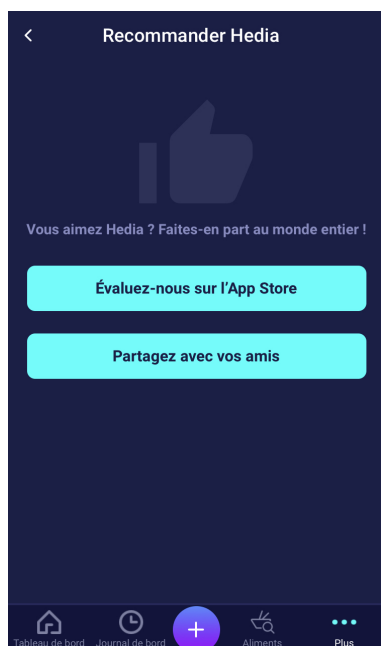 Recommander Hedia
Vous aimez Hedia ? Faites-en part au monde entier !
Évaluez-nous sur l’App Store
Partagez avec vos amis
Tableau de bord Journal de bord Aliments Plus